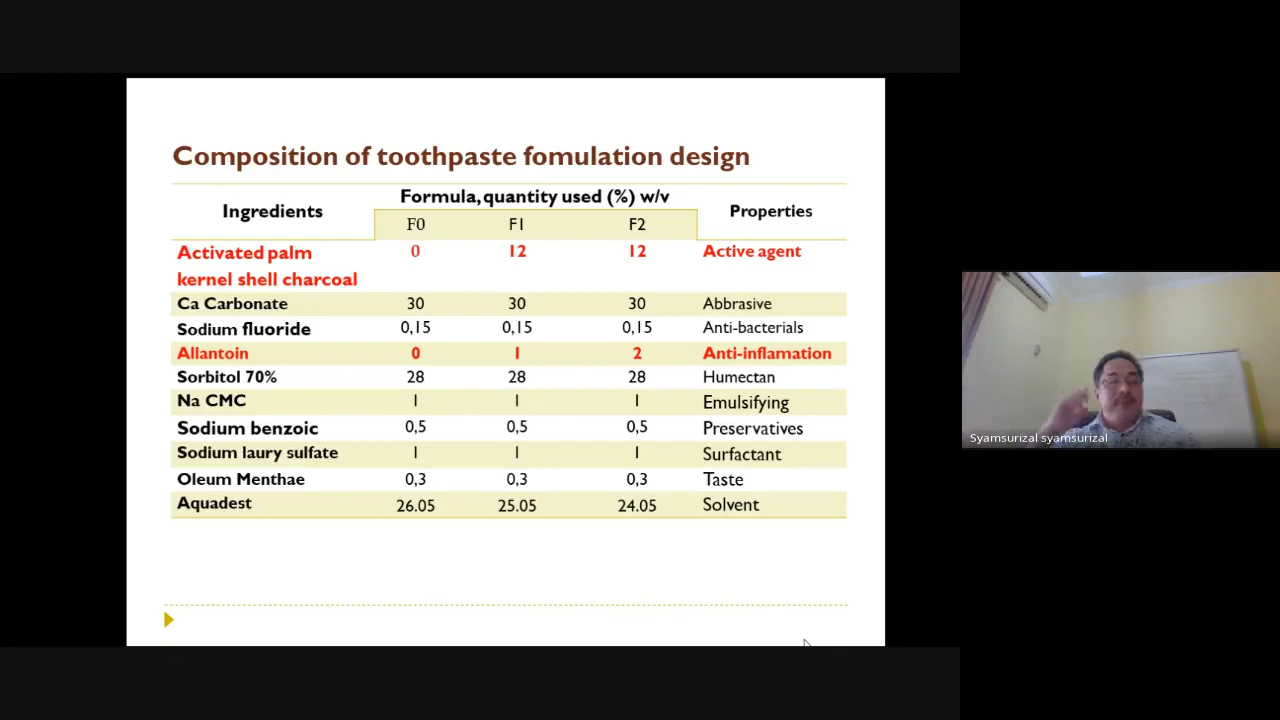 Composition of toothpaste fomulation design
Ingredients Formula, quantity used (%) w/v Properties
F0 F1 F2
Activated palm kernel shell charcoal 0 12 12 Active agent
Ca Carbonate 30 30 30 Abbrasive
Sodium fluoride 0,15 0,15 0,15 Anti-bacterials
Allantoin 0 1 2 Anti-inflamation
Sorbitol 70% 28 28 28 Humectan
Na CMC 1 1 1 Emulsifying
Sodium benzoic 0,5 0,5 0,5 Preservatives
Sodium laury sulfate 1 1 1 Surfactant
Oleum Menthae 0,3 0,3 0,3 Taste
Aquadest 26.05 25.05 24.05 Solvent
Syamsurizal syamsurizal